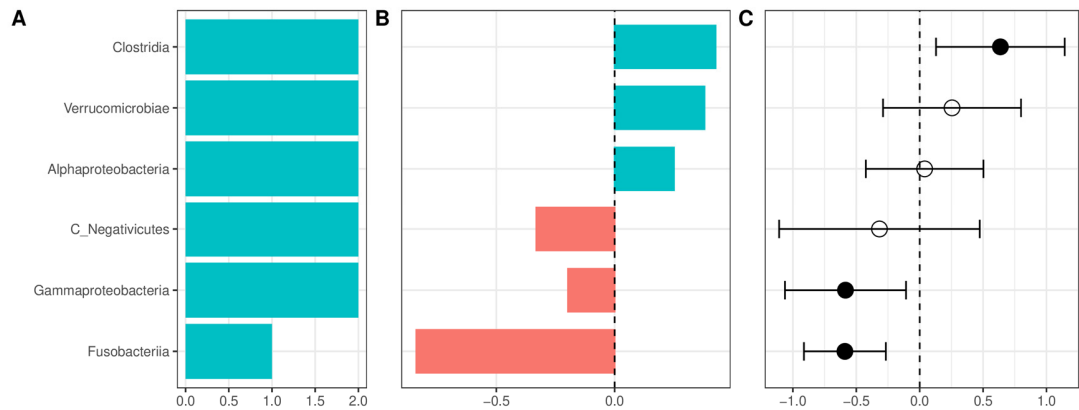 A
B
C
Clostridia
Verrucomicrobiae
Alphaproteobacteria
C_Negativicutes
Gammaproteobacteria
Fusobacteriia
0.0 0.5 1.0 1.5 2.0
−0.5 0.0
−1.0 −0.5 0.0 0.5 1.0